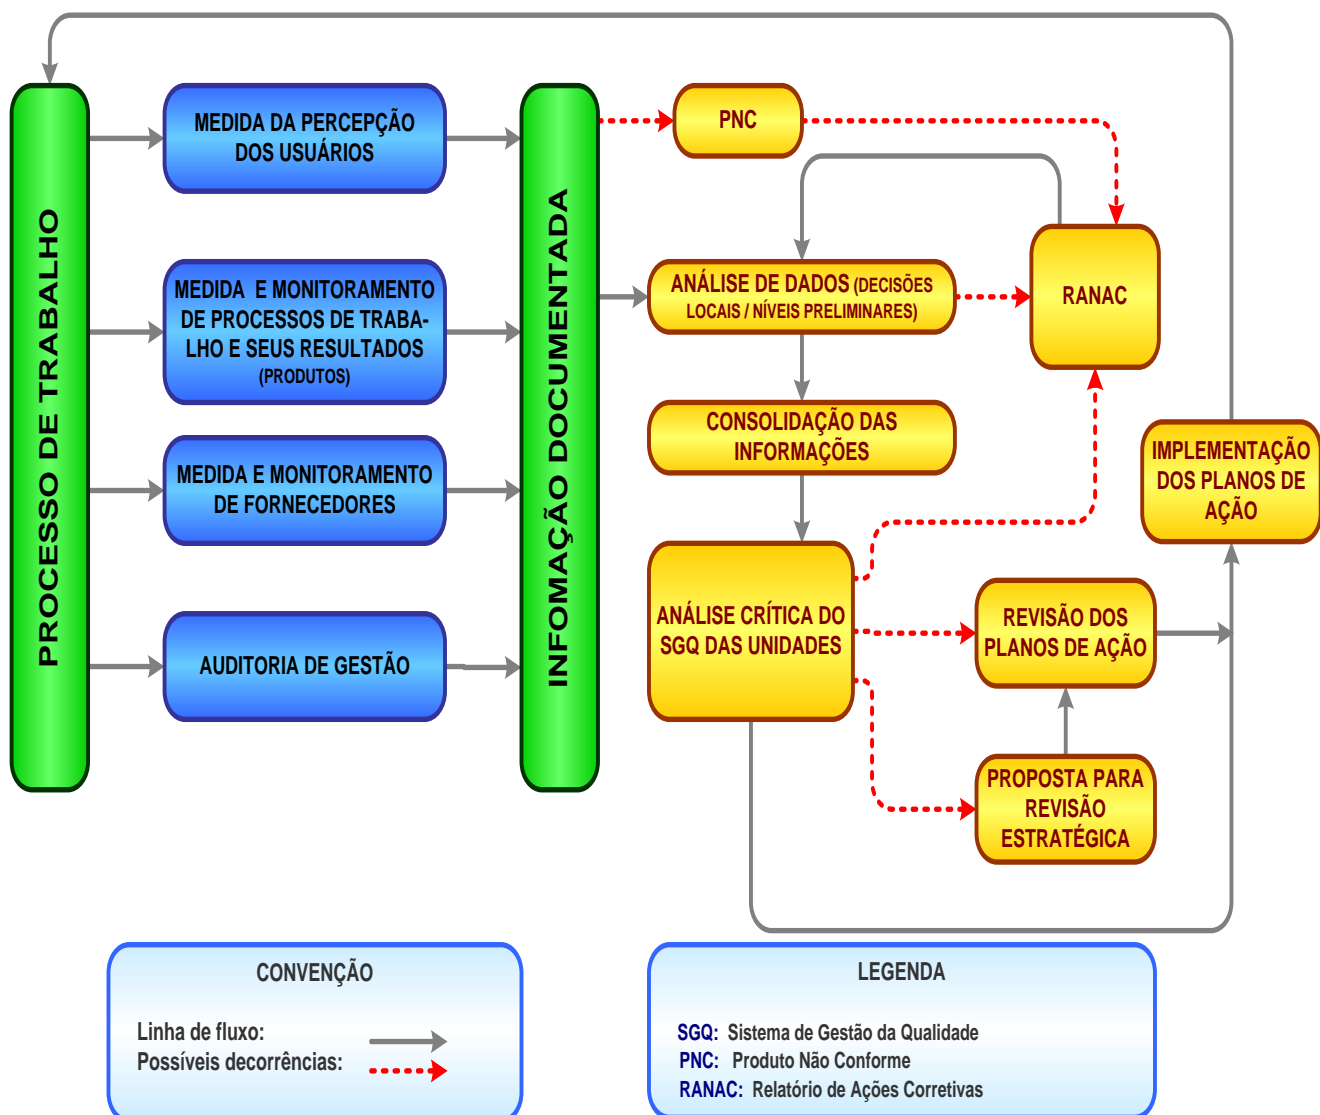 PROCESSO DE TRABALHO
MEDIDA DA PERCEPÇÃO
DOS USUÁRIOS
MEDIDA E MONITORAMENTO
DE PROCESSOS DE TRABA-
LHO E SEUS RESULTADOS
(PRODUTOS)
MEDIDA E MONITORAMENTO
DE FORNECEDORES
AUDITORIA DE GESTÃO
INFOMAÇÃO DOCUMENTADA
PNC
ANÁLISE DE DADOS (DECISÕES
LOCAIS / NÍVEIS PRELIMINARES)
RANAC
CONSOLIDAÇÃO DAS
INFORMAÇÕES
IMPLEMENTAÇÃO
DOS PLANOS DE
AÇÃO
ANÁLISE CRÍTICA DO
SGQ DAS UNIDADES
REVISÃO DOS
PLANOS DE AÇÃO
PROPOSTA PARA
REVISÃO
ESTRATÉGICA
CONVENÇÃO
Linha de fluxo:
Possíveis decorrências:
LEGENDA
SGQ: Sistema de Gestão da Qualidade
PNC: Produto Não Conforme
RANAC: Relatório de Ações Corretivas